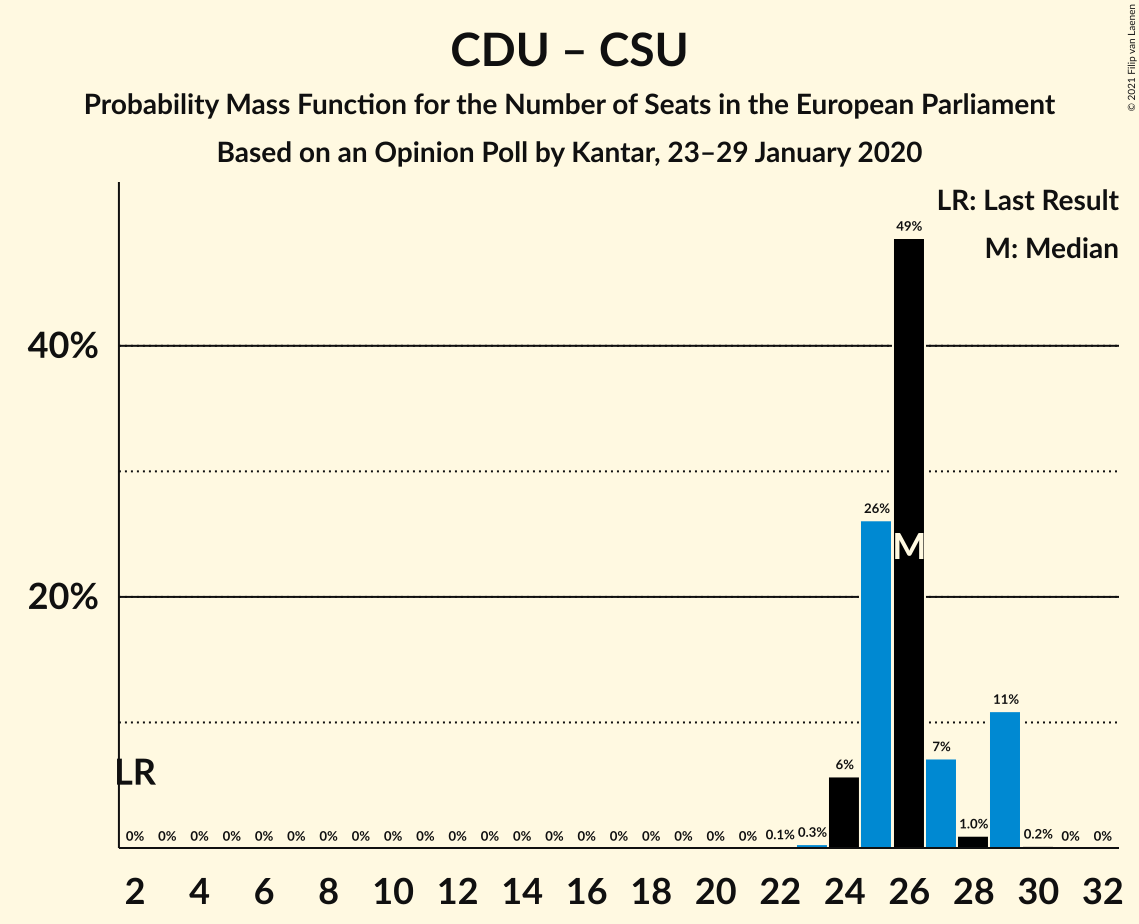 CDU – CSU
Probability Mass Function for the Number of Seats in the European Parliament
Based on an Opinion Poll by Kantar, 23–29 January 2020
© 2021 Filip van Laenen
LR: Last Result
M: Median
49%
40%
26%
M
20%
11%
7%
6%
LR
0% 0% 0% 0% 0% 0% 0% 0% 0% 0% 0% 0% 0% 0% 0% 0% 0% 0% 0% 0% 0.1% 0.3% 1.0% 0.2% 0% 0%
2 4 6 8 10 12 14 16 18 20 22 24 26 28 30 32